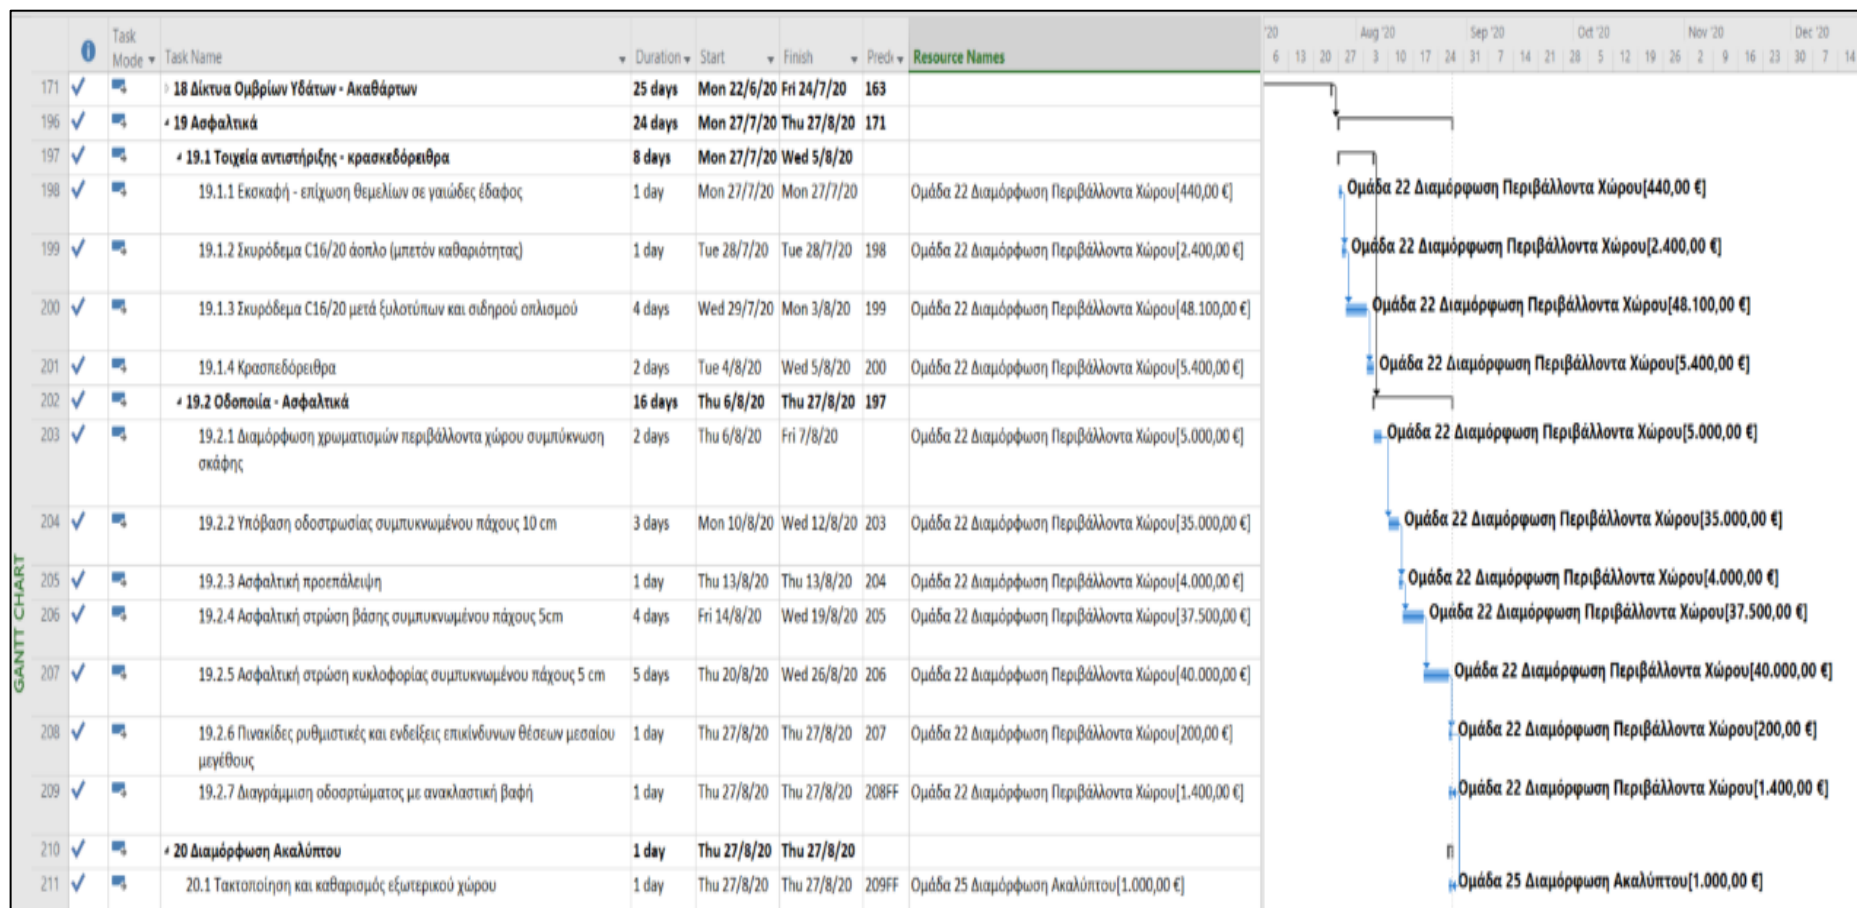 Task
Mode Task Name Duration Start Finish Prede Resource Names
'20 Aug '20 Sep '20 Oct '20 Nov '20 Dec '20
6 13 20 27 3 10 17 24 31 7 14 21 28 5 12 19 26 2 9 16 23 30 7 14
171 18 Δίκτυα Ομβρίων Υδάτων - Ακαθάρτων 25 days Mon 22/6/20 Fri 24/7/20 163
196 19 Ασφαλτικά 24 days Mon 27/7/20 Thu 27/8/20 171
197 19.1 Τοιχεία αντιστήριξης - κρασκεδόρειθρα 8 days Mon 27/7/20 Wed 5/8/20
198 19.1.1 Εκσκαφή - επίχωση θεμελίων σε γαιώδες έδαφος 1 day Mon 27/7/20 Mon 27/7/20 Ομάδα 22 Διαμόρφωση Περιβάλλοντα Χώρου[440,00 €] Ομάδα 22 Διαμόρφωση Περιβάλλοντα Χώρου[440,00 €]
199 19.1.2 Σκυρόδεμα C16/20 άοπλο (μπετόν καθαριότητας) 1 day Tue 28/7/20 Tue 28/7/20 198 Ομάδα 22 Διαμόρφωση Περιβάλλοντα Χώρου[2.400,00 €] Ομάδα 22 Διαμόρφωση Περιβάλλοντα Χώρου[2.400,00 €]
200 19.1.3 Σκυρόδεμα C16/20 μετά ξυλοτύπων και σιδηρού οπλισμού 4 days Wed 29/7/20 Mon 3/8/20 199 Ομάδα 22 Διαμόρφωση Περιβάλλοντα Χώρου[48.100,00 €] Ομάδα 22 Διαμόρφωση Περιβάλλοντα Χώρου[48.100,00 €]
201 19.1.4 Κρασπεδόρειθρα 2 days Tue 4/8/20 Wed 5/8/20 200 Ομάδα 22 Διαμόρφωση Περιβάλλοντα Χώρου[5.400,00 €] Ομάδα 22 Διαμόρφωση Περιβάλλοντα Χώρου[5.400,00 €]
202 19.2 Οδοποιία - Ασφαλτικά 16 days Thu 6/8/20 Thu 27/8/20 197
203 19.2.1 Διαμόρφωση χρωματισμών περιβάλλοντα χώρου συμπύκνωση 2 days Thu 6/8/20 Fri 7/8/20 Ομάδα 22 Διαμόρφωση Περιβάλλοντα Χώρου[5.000,00 €] Ομάδα 22 Διαμόρφωση Περιβάλλοντα Χώρου[5.000,00 €]
σκάφης
204 19.2.2 Υπόβαση οδοστρωσίας συμπυκνωμένου πάχους 10 cm 3 days Mon 10/8/20 Wed 12/8/20 203 Ομάδα 22 Διαμόρφωση Περιβάλλοντα Χώρου[35.000,00 €] Ομάδα 22 Διαμόρφωση Περιβάλλοντα Χώρου[35.000,00 €]
205 19.2.3 Ασφαλτική προεπάλειψη 1 day Thu 13/8/20 Thu 13/8/20 204 Ομάδα 22 Διαμόρφωση Περιβάλλοντα Χώρου[4.000,00 €] Ομάδα 22 Διαμόρφωση Περιβάλλοντα Χώρου[4.000,00 €]
206 19.2.4 Ασφαλτική στρώση βάσης συμπυκνωμένου πάχους 5cm 4 days Fri 14/8/20 Wed 19/8/20 205 Ομάδα 22 Διαμόρφωση Περιβάλλοντα Χώρου[37.500,00 €] Ομάδα 22 Διαμόρφωση Περιβάλλοντα Χώρου[37.500,00 €]
207 19.2.5 Ασφαλτική στρώση κυκλοφορίας συμπυκνωμένου πάχους 5 cm 5 days Thu 20/8/20 Wed 26/8/20 206 Ομάδα 22 Διαμόρφωση Περιβάλλοντα Χώρου[40.000,00 €] Ομάδα 22 Διαμόρφωση Περιβάλλοντα Χώρου[40.000,00 €]
208 19.2.6 Πινακίδες ρυθμιστικές και ενδείξεις επικίνδυνων θέσεων μεσαίου 1 day Thu 27/8/20 Thu 27/8/20 207 Ομάδα 22 Διαμόρφωση Περιβάλλοντα Χώρου[200,00 €] Ομάδα 22 Διαμόρφωση Περιβάλλοντα Χώρου[200,00 €]
μεγέθους
209 19.2.7 Διαγράμμιση οδοσρτώματος με ανακλαστική βαφή 1 day Thu 27/8/20 Thu 27/8/20 208FF Ομάδα 22 Διαμόρφωση Περιβάλλοντα Χώρου[1.400,00 €] Ομάδα 22 Διαμόρφωση Περιβάλλοντα Χώρου[1.400,00 €]
210 20 Διαμόρφωση Ακαλύπτου 1 day Thu 27/8/20 Thu 27/8/20
211 20.1 Τακτοποίηση και καθαρισμός εξωτερικού χώρου 1 day Thu 27/8/20 Thu 27/8/20 209FF Ομάδα 25 Διαμόρφωση Ακαλύπτου[1.000,00 €] Ομάδα 25 Διαμόρφωση Ακαλύπτου[1.000,00 €]
GANTT CHART